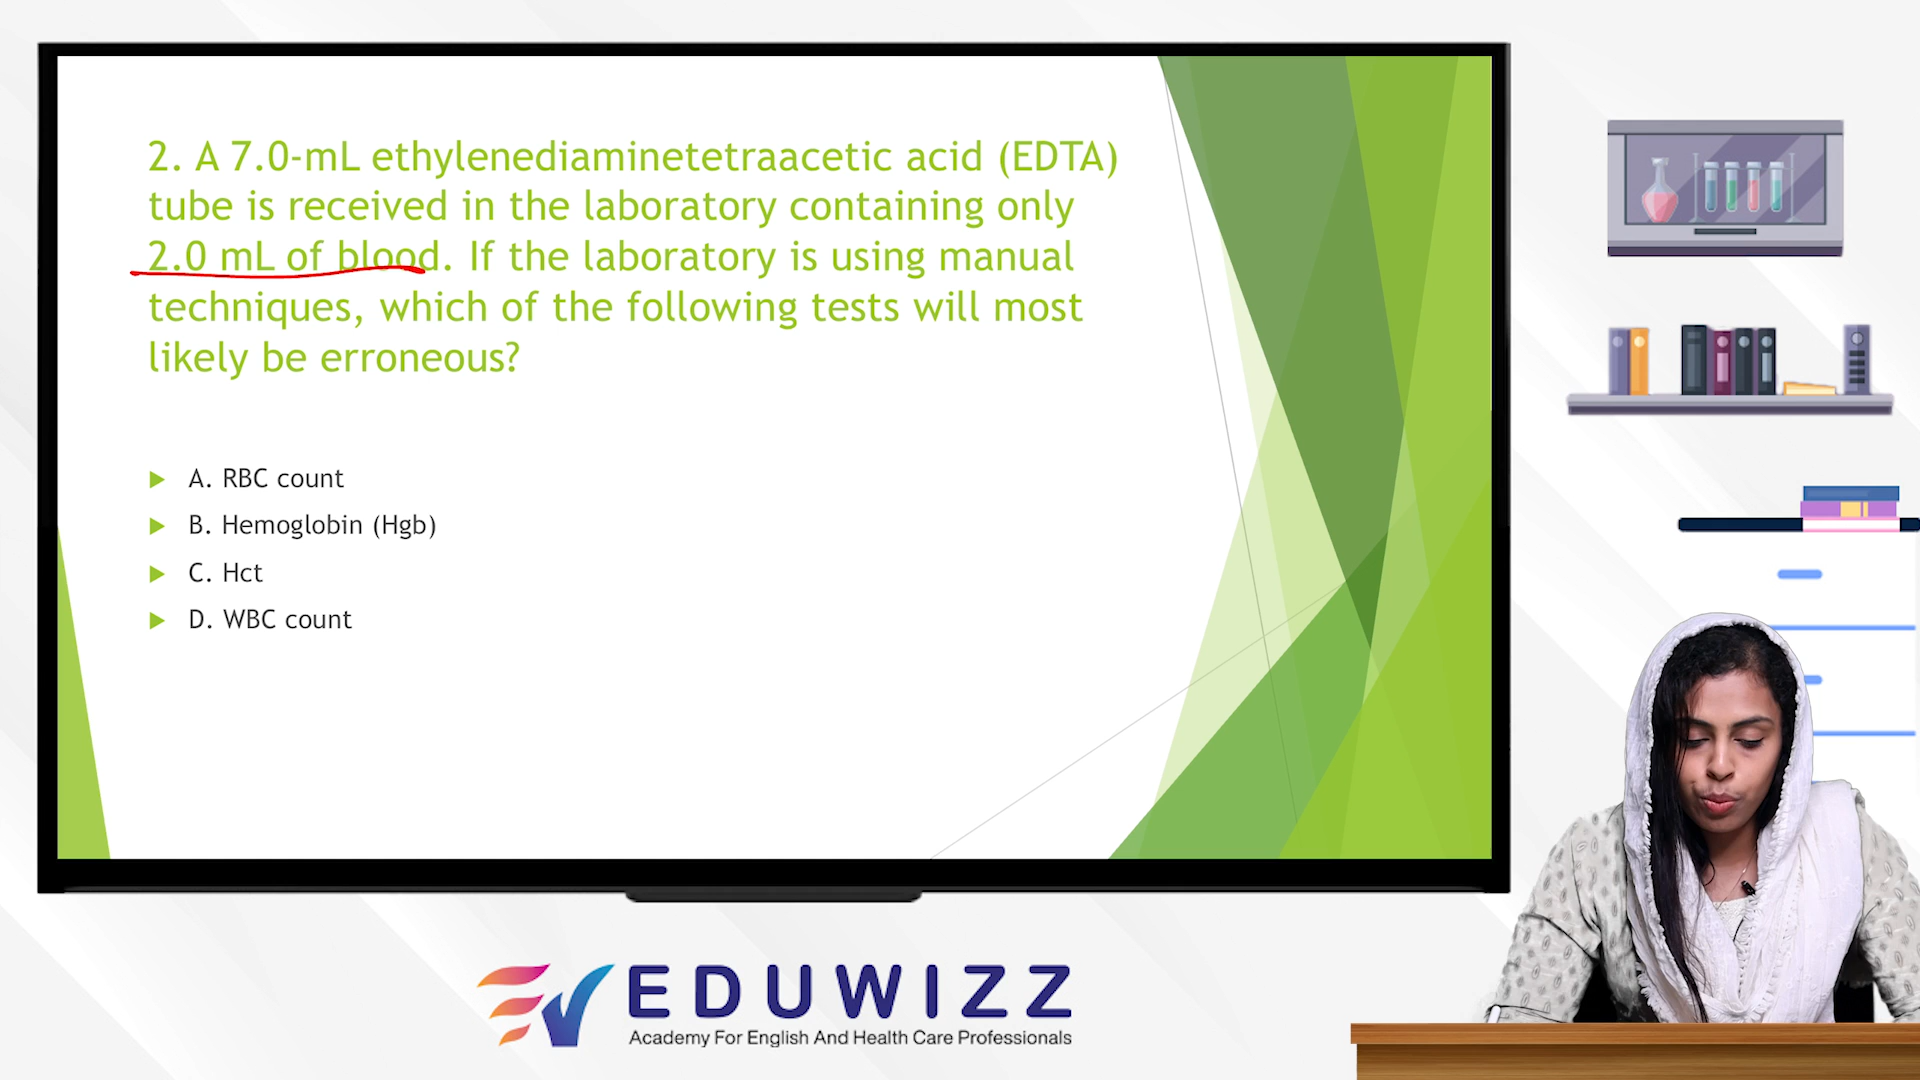 2. A 7.0-mL ethylenediaminetetraacetic acid (EDTA)
tube is received in the laboratory containing only
2.0 mL of blood. If the laboratory is using manual
techniques, which of the following tests will most
likely be erroneous?
A. RBC count
B. Hemoglobin (Hgb)
C. Hct
D. WBC count
EDUWIZZ
Academy For English And Health Care Professionals